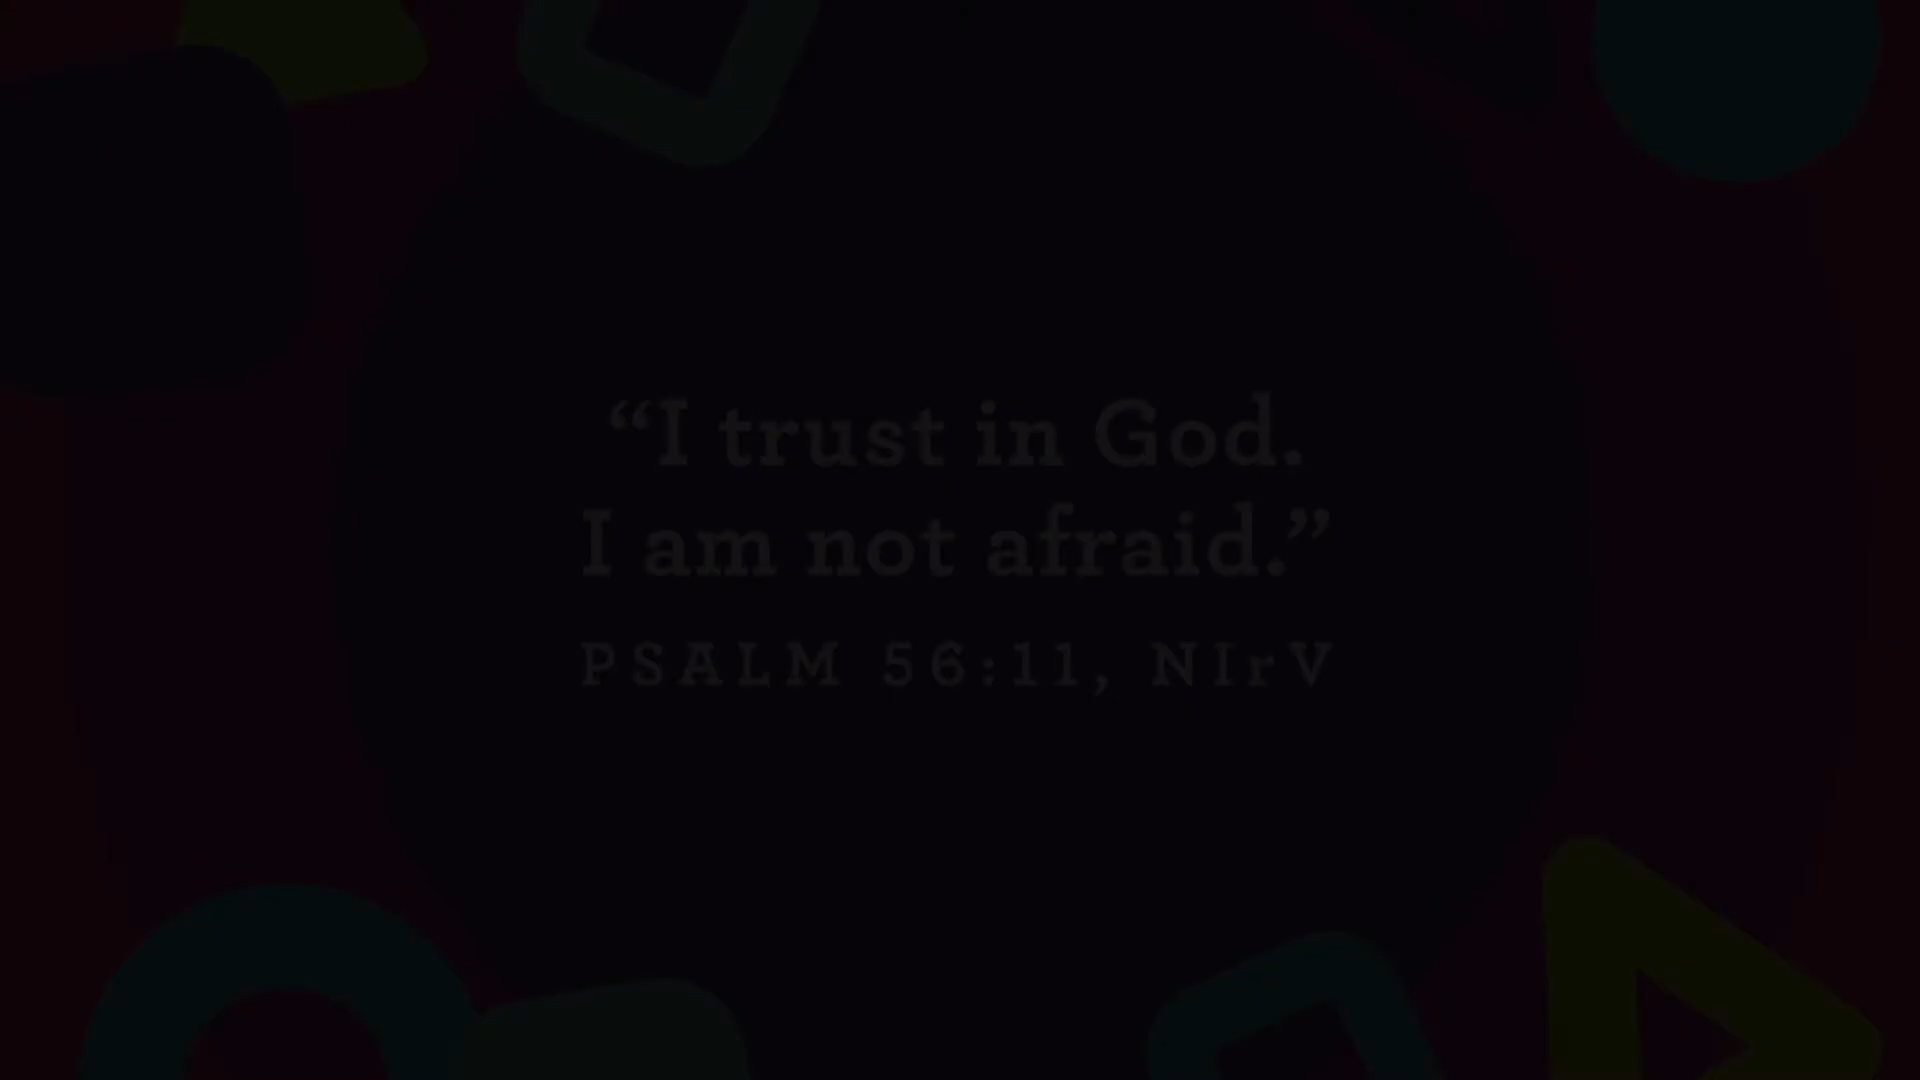 “I trust in God.
I am not afraid.”
PSALM 56:11, NIrV